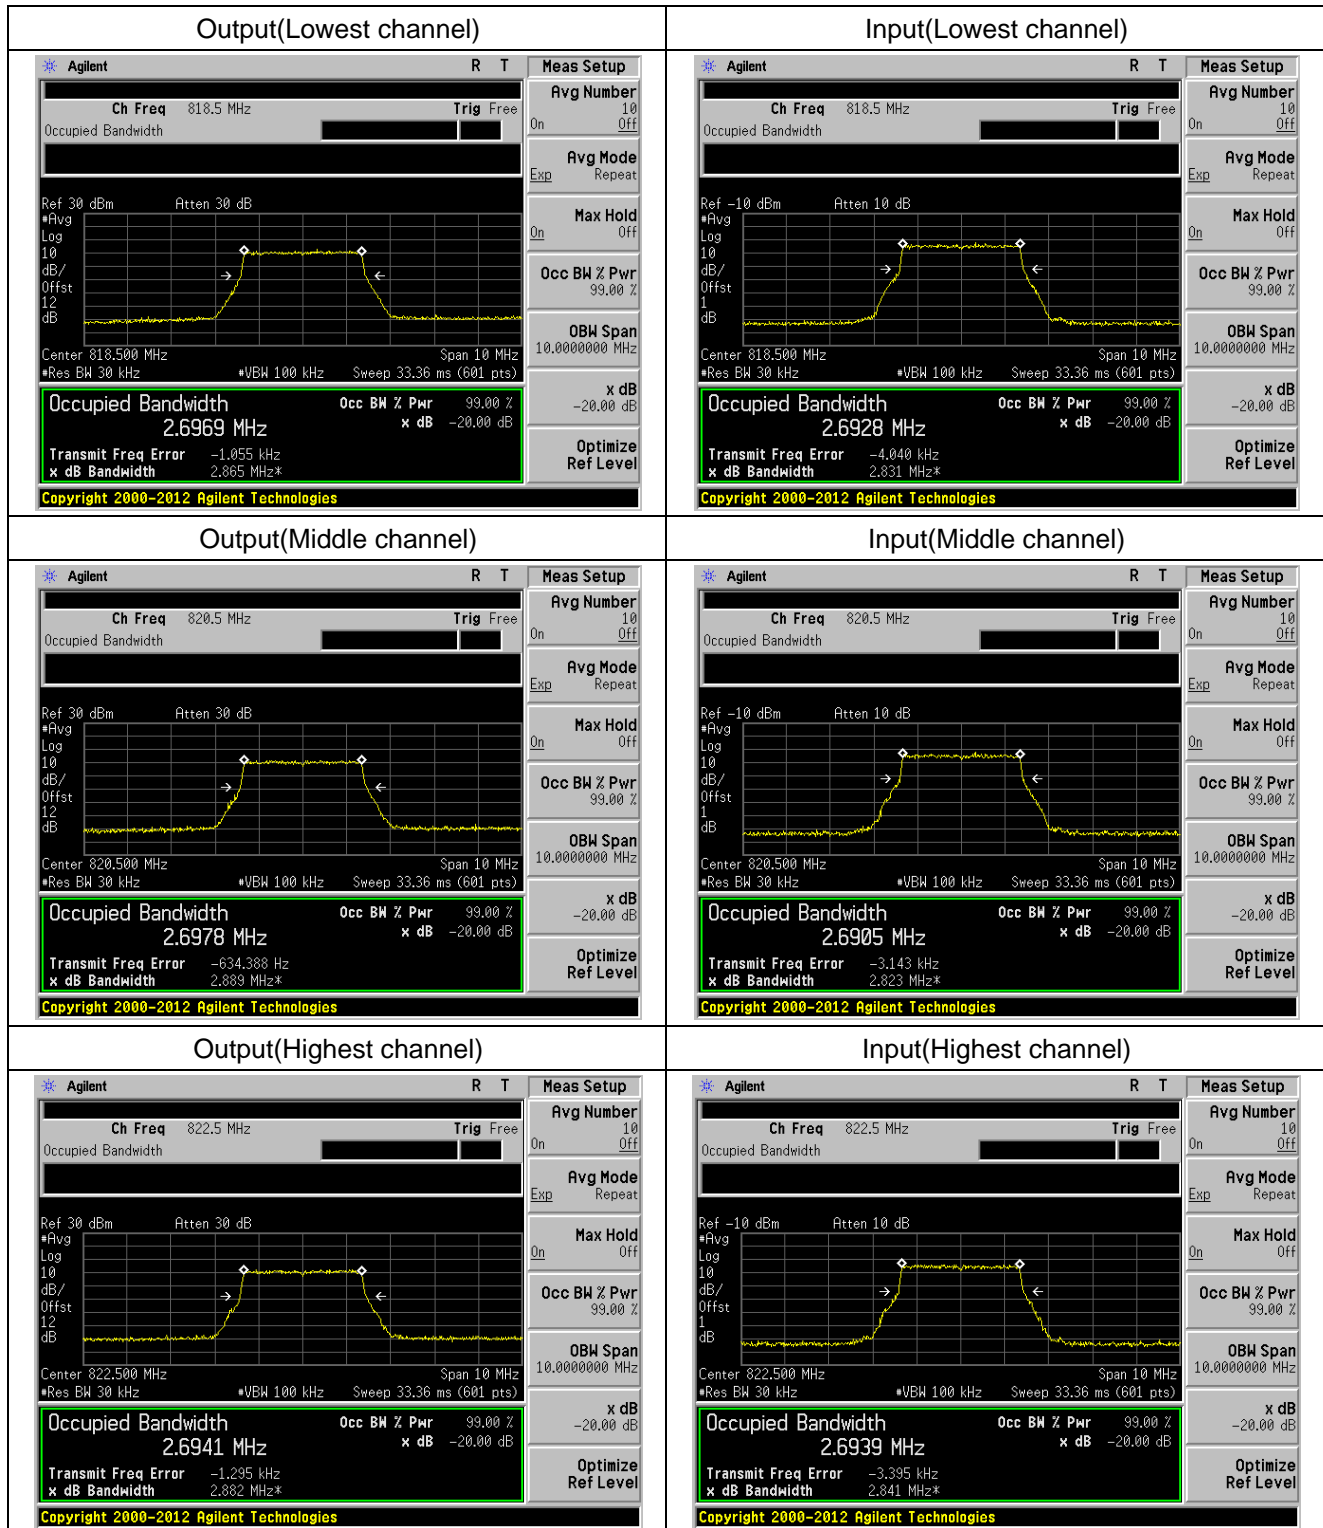 Output(Lowest channel)
Input(Lowest channel)
Agilent R T Meas Setup
Ch Freq 818.5 MHz Trig Free
Occupied Bandwidth
Avg Number
10
On Off
Avg Mode
Exp Repeat
Ref 30 dBm Atten 30 dB
#Avg
Log
10
dB/
Offst
12
dB
Max Hold
On Off
Occ BW % Pwr
99.00 %
OBW Span
10.0000000 MHz
Center 818.500 MHz Span 10 MHz
#Res BW 30 kHz #VBW 100 kHz Sweep 33.36 ms (601 pts)
Occupied Bandwidth Occ BW % Pwr 99.00 %
2.6969 MHz x dB -20.00 dB
Transmit Freq Error -1.055 kHz
x dB Bandwidth 2.865 MHz*
x dB
-20.00 dB
Optimize
Ref Level
Copyright 2000-2012 Agilent Technologies
Agilent R T Meas Setup
Ch Freq 818.5 MHz Trig Free
Occupied Bandwidth
Avg Number
10
On Off
Avg Mode
Exp Repeat
Ref -10 dBm Atten 10 dB
#Avg
Log
10
dB/
Offst
1
dB
Max Hold
On Off
Occ BW % Pwr
99.00 %
OBW Span
10.0000000 MHz
Center 818.500 MHz Span 10 MHz
#Res BW 30 kHz #VBW 100 kHz Sweep 33.36 ms (601 pts)
Occupied Bandwidth Occ BW % Pwr 99.00 %
2.6928 MHz x dB -20.00 dB
Transmit Freq Error -4.040 kHz
x dB Bandwidth 2.831 MHz*
x dB
-20.00 dB
Optimize
Ref Level
Copyright 2000-2012 Agilent Technologies
Output(Middle channel)
Input(Middle channel)
Agilent R T Meas Setup
Ch Freq 820.5 MHz Trig Free
Occupied Bandwidth
Avg Number
10
On Off
Avg Mode
Exp Repeat
Ref 30 dBm Atten 30 dB
#Avg
Log
10
dB/
Offst
12
dB
Max Hold
On Off
Occ BW % Pwr
99.00 %
OBW Span
10.0000000 MHz
Center 820.500 MHz Span 10 MHz
#Res BW 30 kHz #VBW 100 kHz Sweep 33.36 ms (601 pts)
Occupied Bandwidth Occ BW % Pwr 99.00 %
2.6978 MHz x dB -20.00 dB
Transmit Freq Error -634.388 Hz
x dB Bandwidth 2.889 MHz*
x dB
-20.00 dB
Optimize
Ref Level
Copyright 2000-2012 Agilent Technologies
Agilent R T Meas Setup
Ch Freq 820.5 MHz Trig Free
Occupied Bandwidth
Avg Number
10
On Off
Avg Mode
Exp Repeat
Ref -10 dBm Atten 10 dB
#Avg
Log
10
dB/
Offst
1
dB
Max Hold
On Off
Occ BW % Pwr
99.00 %
OBW Span
10.0000000 MHz
Center 820.500 MHz Span 10 MHz
#Res BW 30 kHz #VBW 100 kHz Sweep 33.36 ms (601 pts)
Occupied Bandwidth Occ BW % Pwr 99.00 %
2.6905 MHz x dB -20.00 dB
Transmit Freq Error -3.143 kHz
x dB Bandwidth 2.823 MHz*
x dB
-20.00 dB
Optimize
Ref Level
Copyright 2000-2012 Agilent Technologies
Output(Highest channel)
Input(Highest channel)
Agilent R T Meas Setup
Ch Freq 822.5 MHz Trig Free
Occupied Bandwidth
Avg Number
10
On Off
Avg Mode
Exp Repeat
Ref 30 dBm Atten 30 dB
#Avg
Log
10
dB/
Offst
12
dB
Max Hold
On Off
Occ BW % Pwr
99.00 %
OBW Span
10.0000000 MHz
Center 822.500 MHz Span 10 MHz
#Res BW 30 kHz #VBW 100 kHz Sweep 33.36 ms (601 pts)
Occupied Bandwidth Occ BW % Pwr 99.00 %
2.6941 MHz x dB -20.00 dB
Transmit Freq Error -1.295 kHz
x dB Bandwidth 2.882 MHz*
x dB
-20.00 dB
Optimize
Ref Level
Copyright 2000-2012 Agilent Technologies
Agilent R T Meas Setup
Ch Freq 822.5 MHz Trig Free
Occupied Bandwidth
Avg Number
10
On Off
Avg Mode
Exp Repeat
Ref -10 dBm Atten 10 dB
#Avg
Log
10
dB/
Offst
1
dB
Max Hold
On Off
Occ BW % Pwr
99.00 %
OBW Span
10.0000000 MHz
Center 822.500 MHz Span 10 MHz
#Res BW 30 kHz #VBW 100 kHz Sweep 33.36 ms (601 pts)
Occupied Bandwidth Occ BW % Pwr 99.00 %
2.6939 MHz x dB -20.00 dB
Transmit Freq Error -3.395 kHz
x dB Bandwidth 2.841 MHz*
x dB
-20.00 dB
Optimize
Ref Level
Copyright 2000-2012 Agilent Technologies